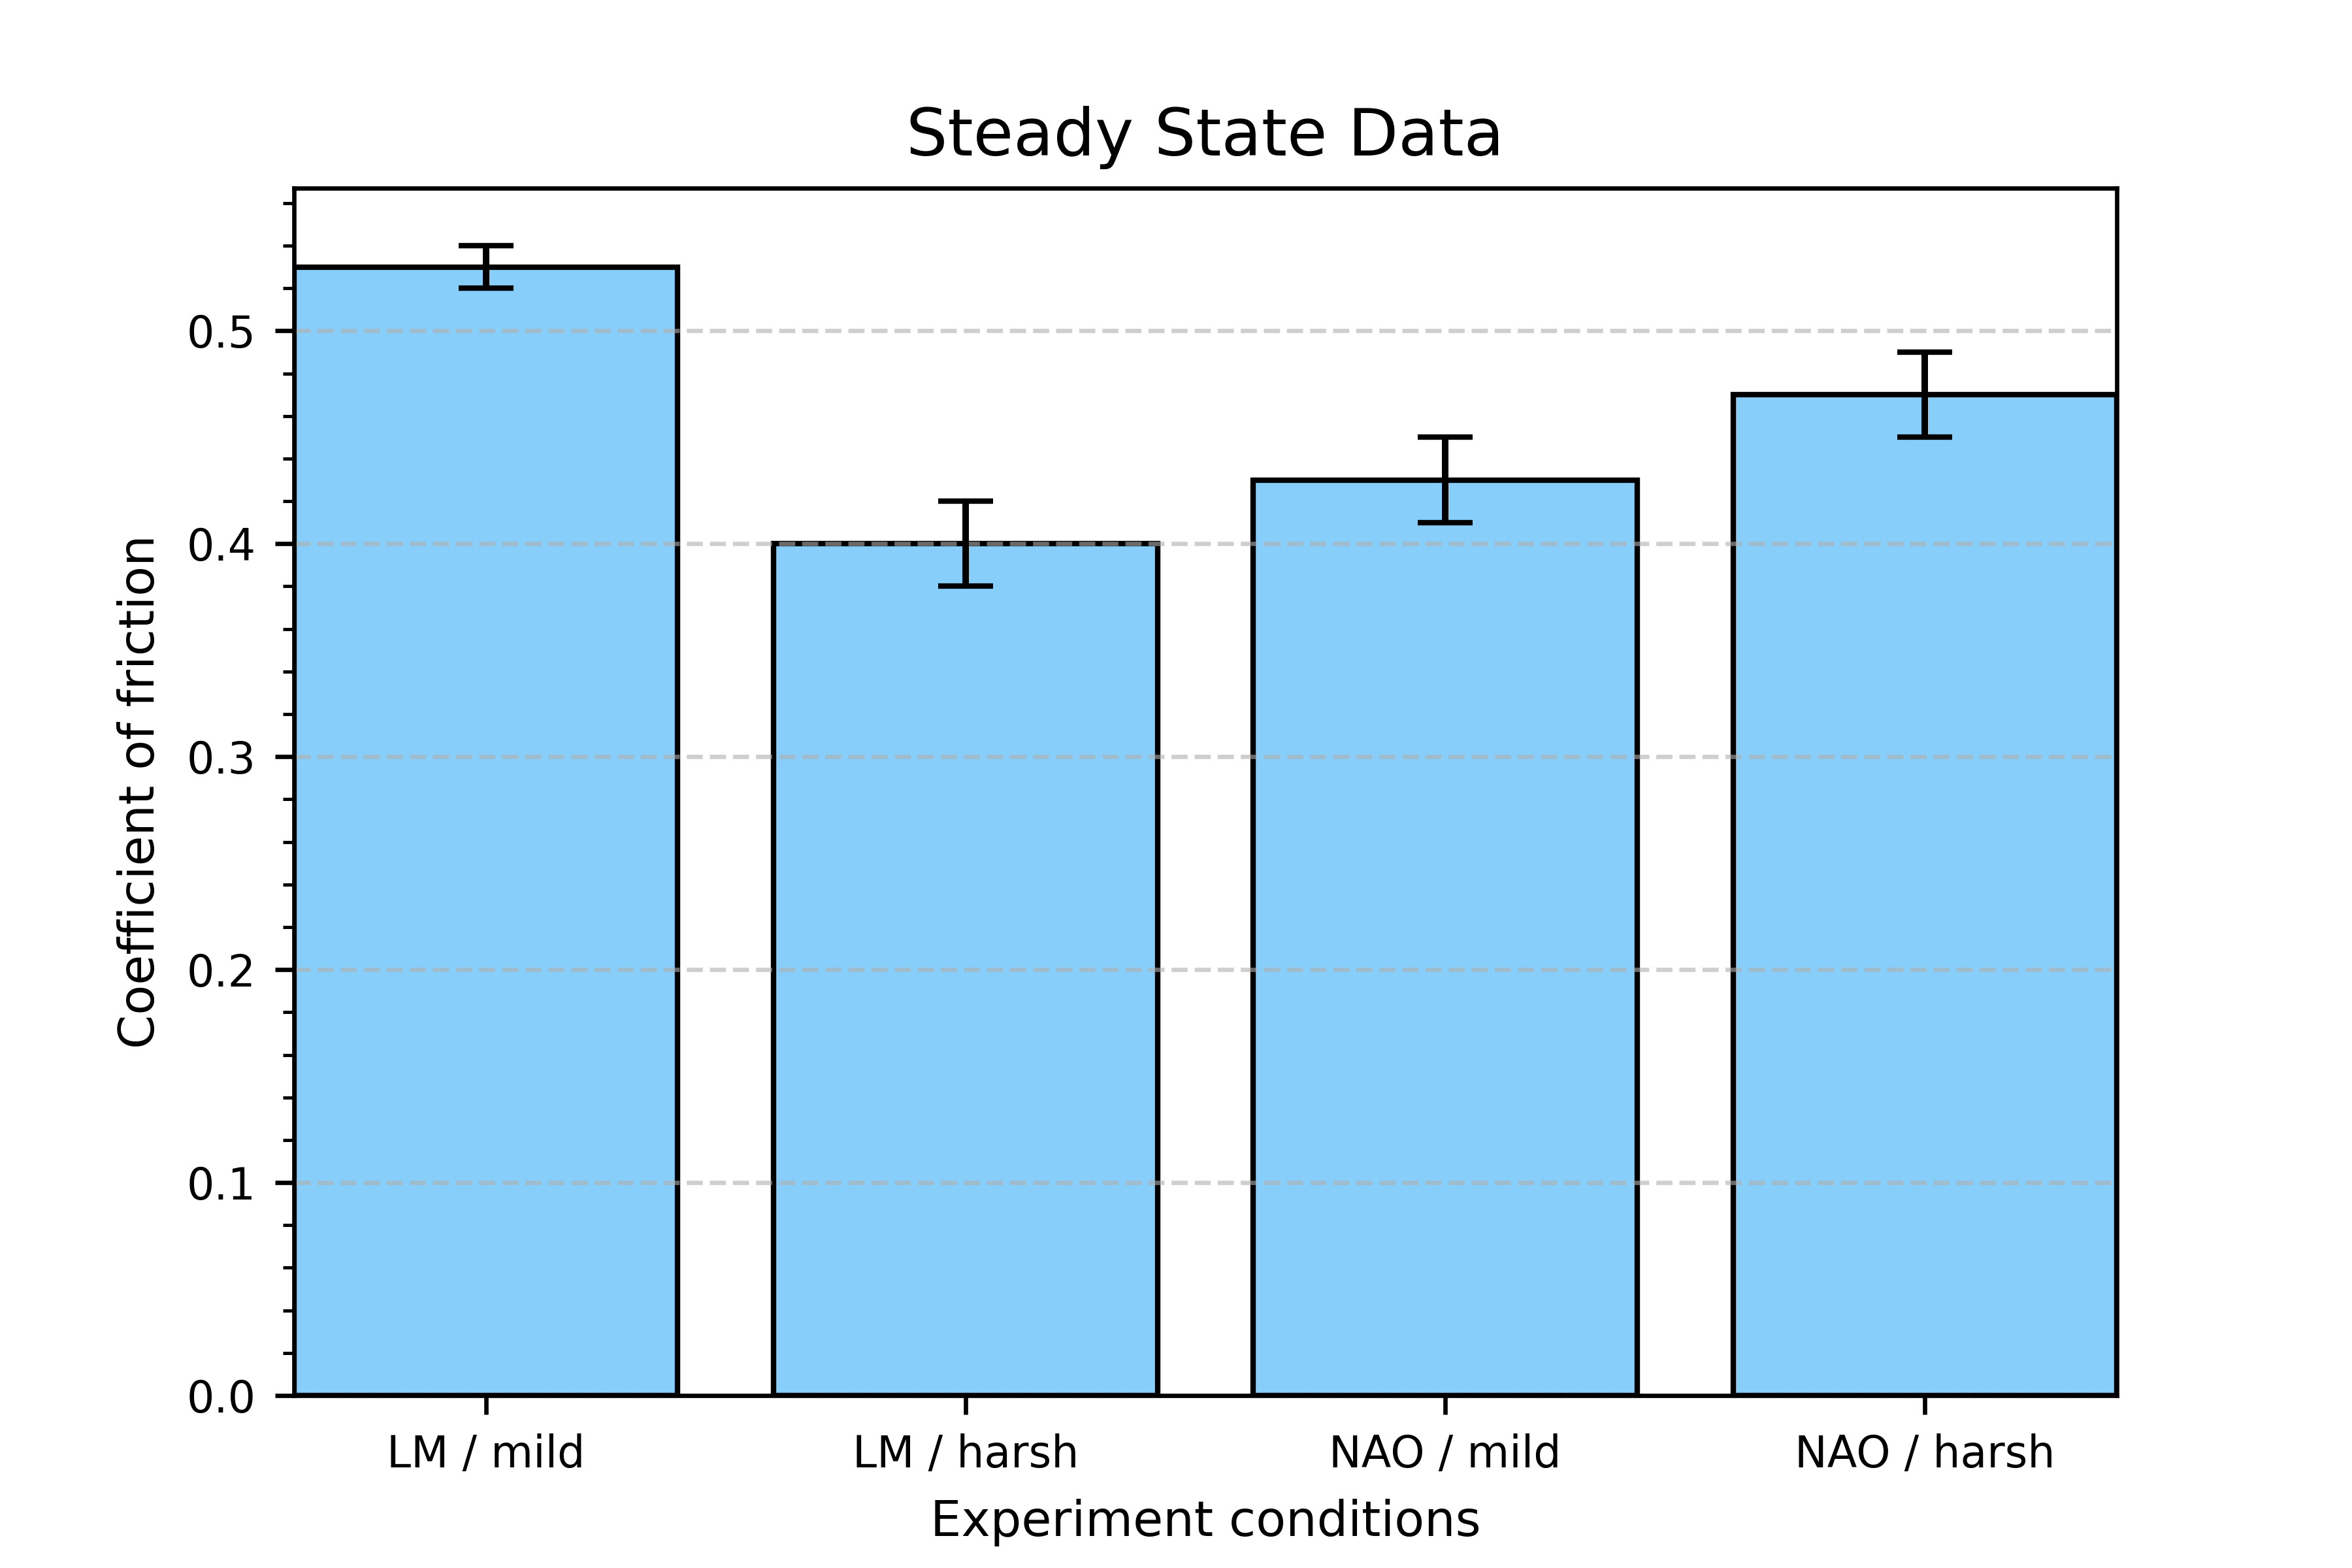 Steady State Data
Coefficient of friction
0.5
0.4
0.3
0.2
0.1
0.0
LM / mild
LM / harsh
NAO / mild
NAO / harsh
Experiment conditions